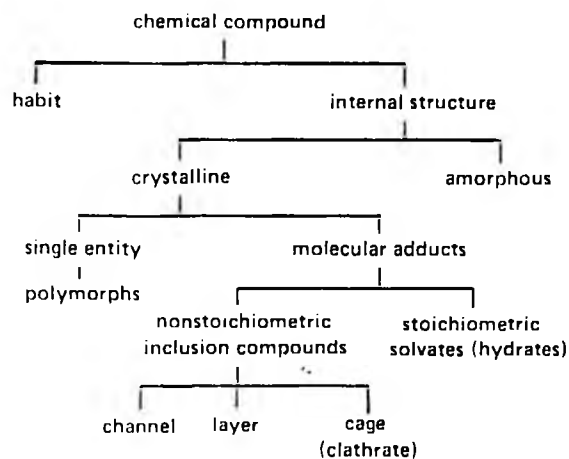 chemical compound
habit
internal structure
crystalline
amorphous
single entity
molecular adducts
polymorphs
nonstoichiometric
inclusion compounds
stoichiometric
solvates (hydrates)
channel
layer
cage
(clathrate)